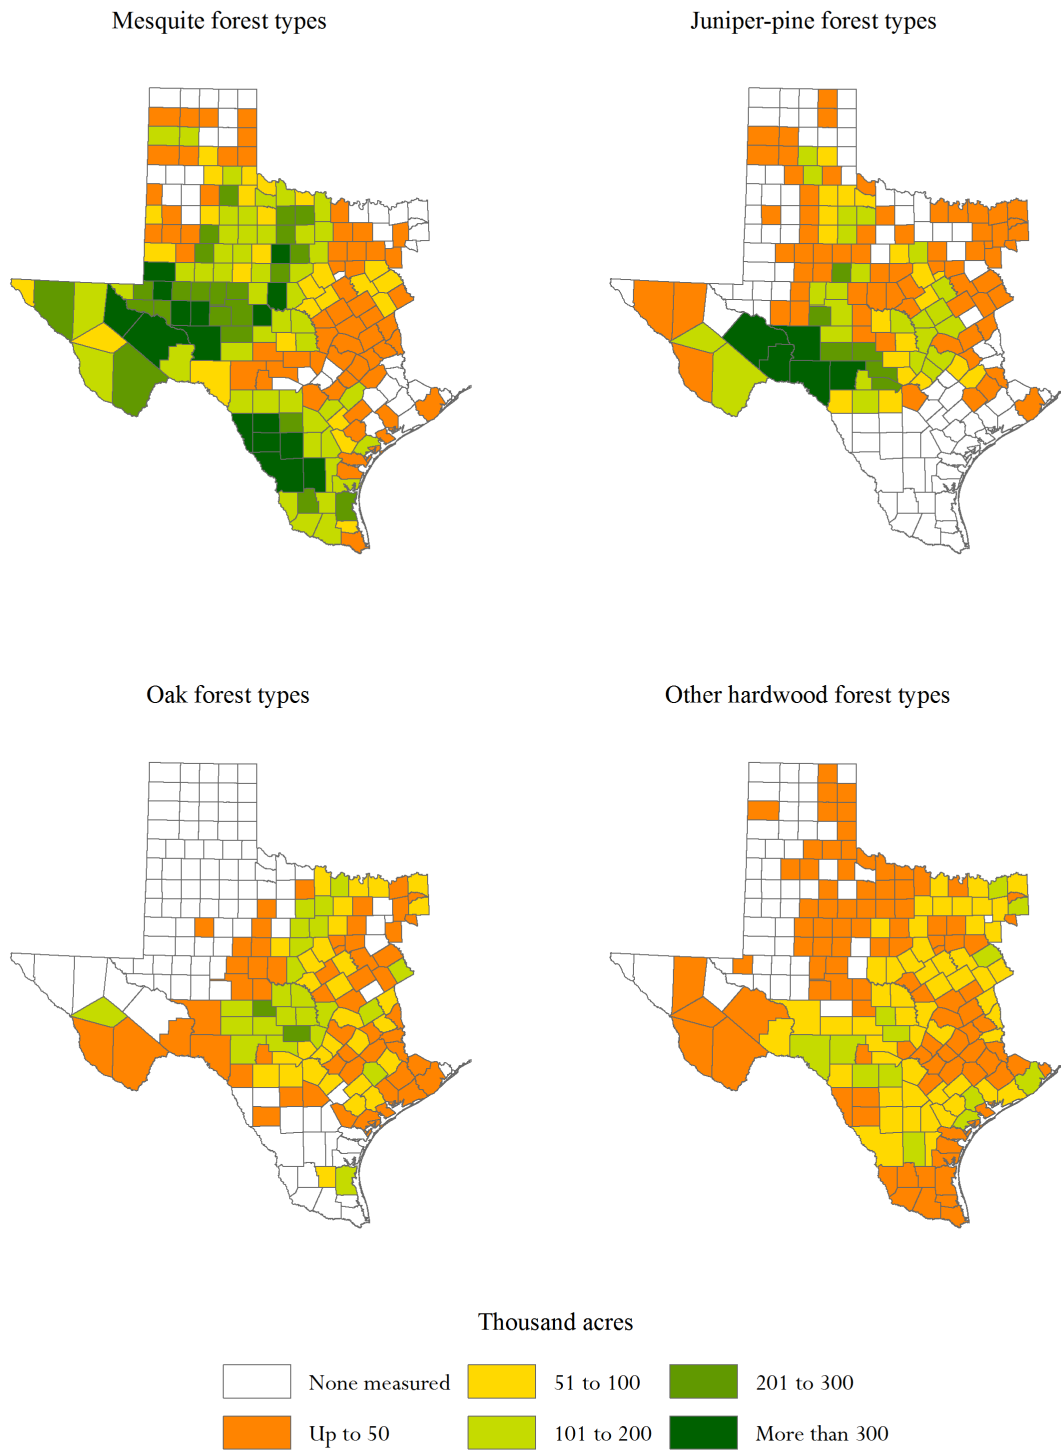 Mesquite forest types
Juniper-pine forest types
Oak forest types
Other hardwood forest types
Thousand acres
None measured
51 to 100
201 to 300
Up to 50
101 to 200
More than 300